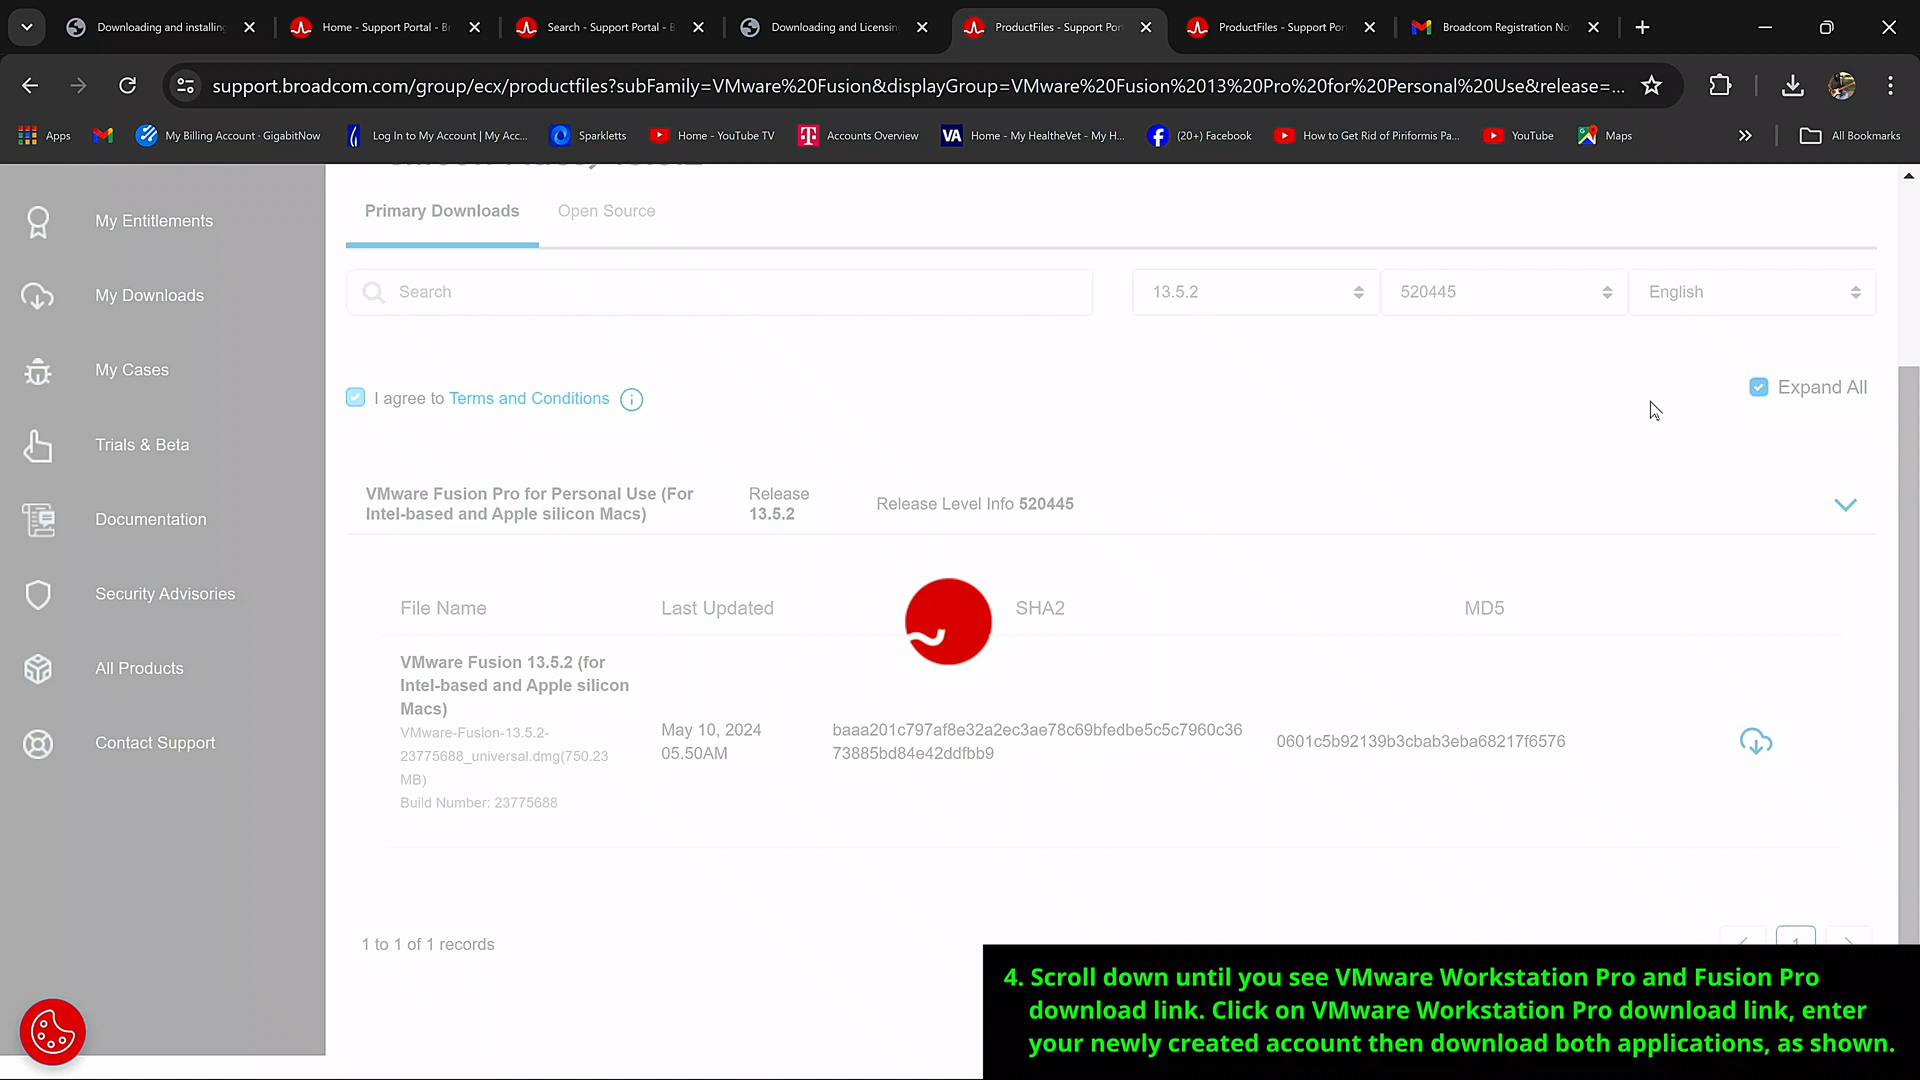 Downloading and installing
Home - Support Portal - Br
Search - Support Portal - B
Downloading and Licensin
ProductFiles - Support Por
ProductFiles - Support Por
Broadcom Registration No
support.broadcom.com/group/ecx/productfiles?subFamily=VMware%20Fusion&displayGroup=VMware%20Fusion%2013%20Pro%20for%20Personal%20Use&release=...
Apps
My Billing Account · GigabitNow
Log In to My Account | My Acc...
Sparkletts
Home - YouTube TV
Accounts Overview
VA
Home - My HealtheVet - My H...
(20+) Facebook
How to Get Rid of Piriformis Pa...
YouTube
Maps
All Bookmarks
My Entitlements
My Downloads
My Cases
Trials & Beta
Documentation
Security Advisories
All Products
Contact Support
Primary Downloads
Open Source
Search
13.5.2
520445
English
I agree to Terms and Conditions
Expand All
VMware Fusion Pro for Personal Use (For
Intel-based and Apple silicon Macs)
Release
13.5.2
Release Level Info 520445
File Name
Last Updated
SHA2
MD5
VMware Fusion 13.5.2 (for
Intel-based and Apple silicon
Macs)
VMware-Fusion-13.5.2-
23775688_universal.dmg(750.23
MB)
Build Number: 23775688
May 10, 2024
05.50AM
baaa201c797af8e32a2ec3ae78c69bfedbe5c5c7960c36
73885bd84e42ddfbb9
0601c5b92139b3cbab3eba68217f6576
1 to 1 of 1 records
1
4. Scroll down until you see VMware Workstation Pro and Fusion Pro
download link. Click on VMware Workstation Pro download link, enter
your newly created account then download both applications, as shown.